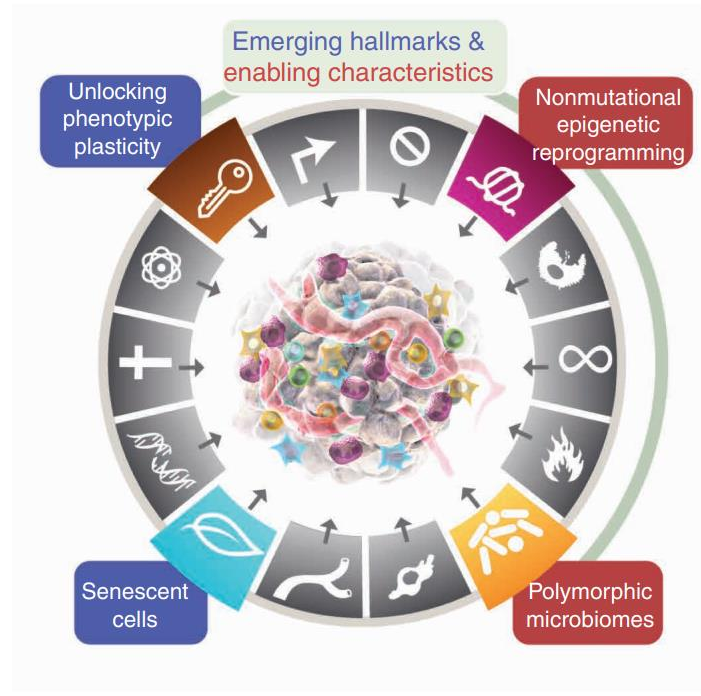 Emerging hallmarks &
enabling characteristics
Unlocking
phenotypic
plasticity
Nonmutational
epigenetic
reprogramming
Senescent
cells
Polymorphic
microbiomes